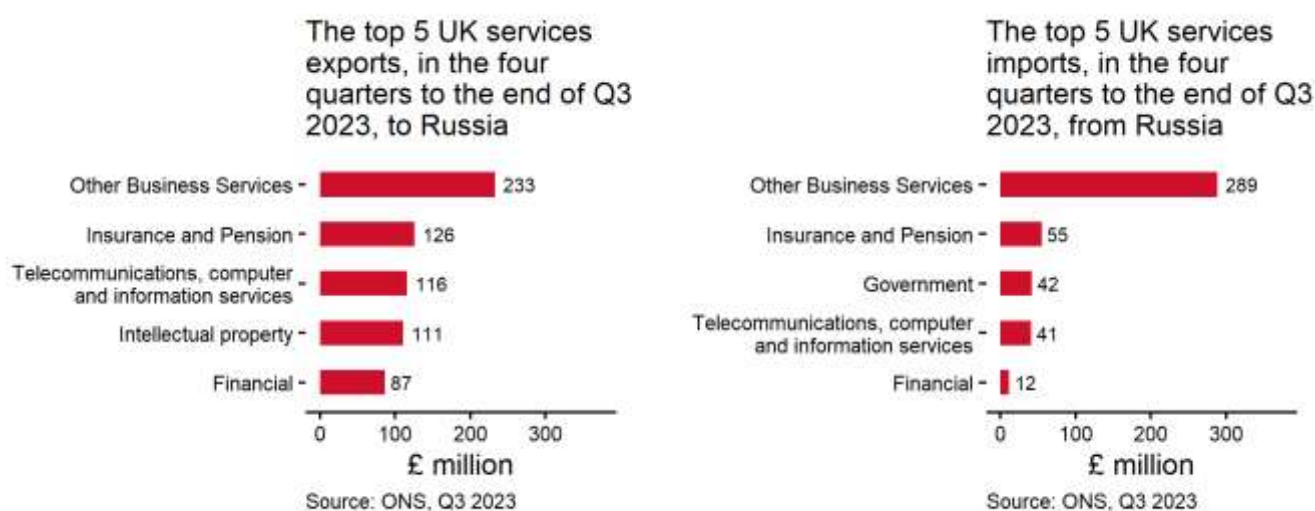 The top 5 UK services
exports, in the four
quarters to the end of Q3
2023, to Russia
Other Business Services
233
Insurance and Pension
126
Telecommunications, computer
and information services
116
Intellectual property
111
Financial
87
0 100 200 300
£ million
Source: ONS, Q3 2023
The top 5 UK services
imports, in the four
quarters to the end of Q3
2023, from Russia
Other Business Services
289
Insurance and Pension
55
Government
42
Telecommunications, computer
and information services
41
Financial
12
0 100 200 300
£ million
Source: ONS, Q3 2023